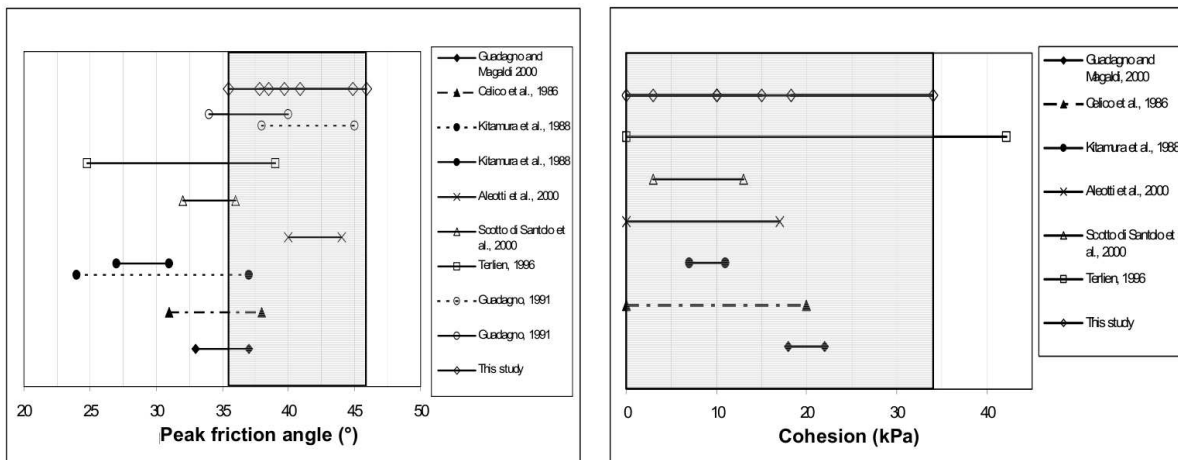 Guadagno and
Magaldi 2000
Celico et al., 1986
Kitamura et al., 1988
Kitamura et al., 1988
Aleotti et al., 2000
Scotto di Santolo et
al., 2000
Terlien, 1996
Guadagno, 1991
Guadagno, 1991
This study
20 25 30 35 40 45 50
Peak friction angle (°)
Guadagno and
Magaldi, 2000
Celico et al., 1986
Kitamura et al., 1988
Aleotti et al., 2000
Scotto di Santolo et
al., 2000
Terlien, 1996
This study
0 10 20 30 40
Cohesion (kPa)